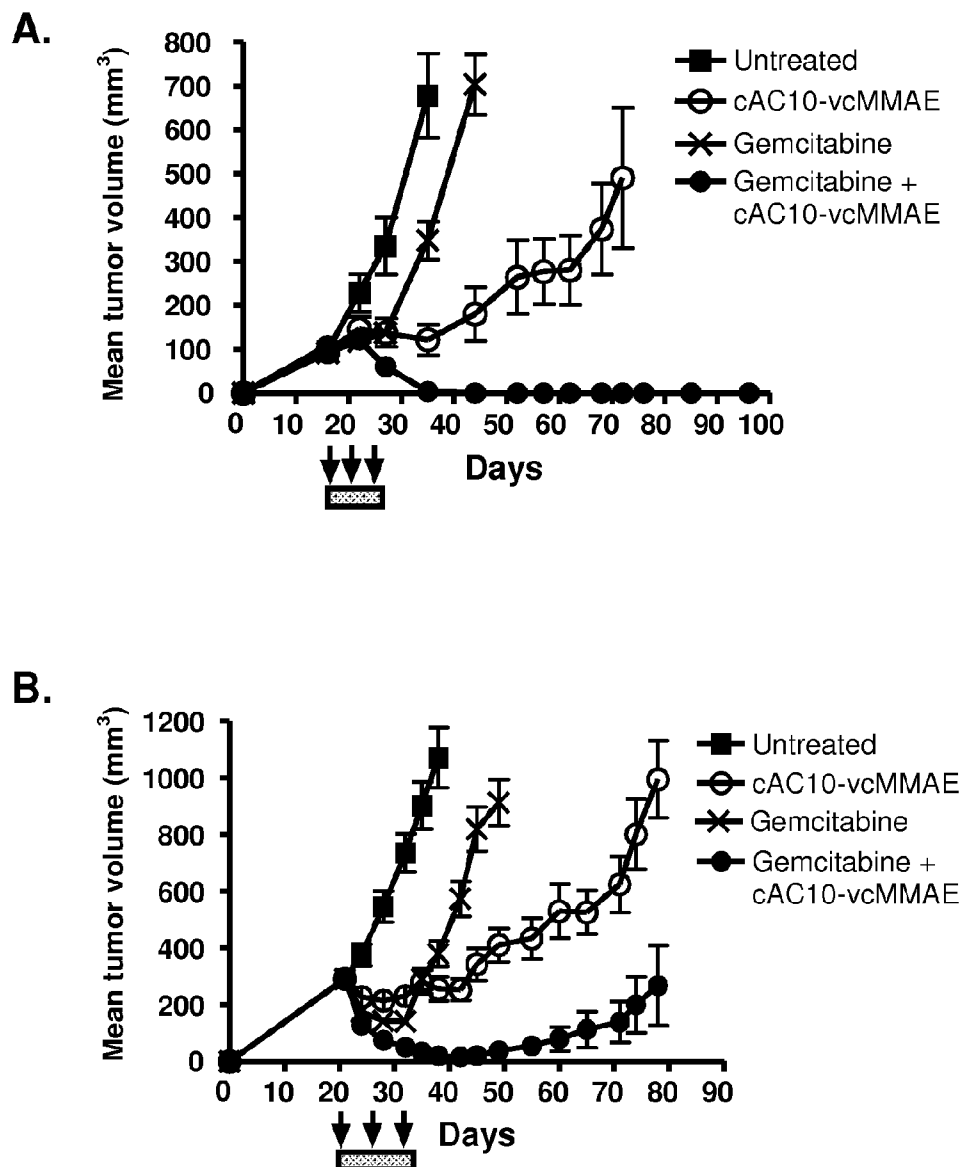 A.
Mean tumor volume (mm³)
800
700
600
500
400
300
200
100
0
0 10 20 30 40 50 60 70 80 90 100
Days
Untreated
cAC10-vcMMAE
Gemcitabine
Gemcitabine +
cAC10-vcMMAE
B.
Mean tumor volume (mm³)
1200
1000
800
600
400
200
0
0 10 20 30 40 50 60 70 80 90
Days
Untreated
cAC10-vcMMAE
Gemcitabine
Gemcitabine +
cAC10-vcMMAE